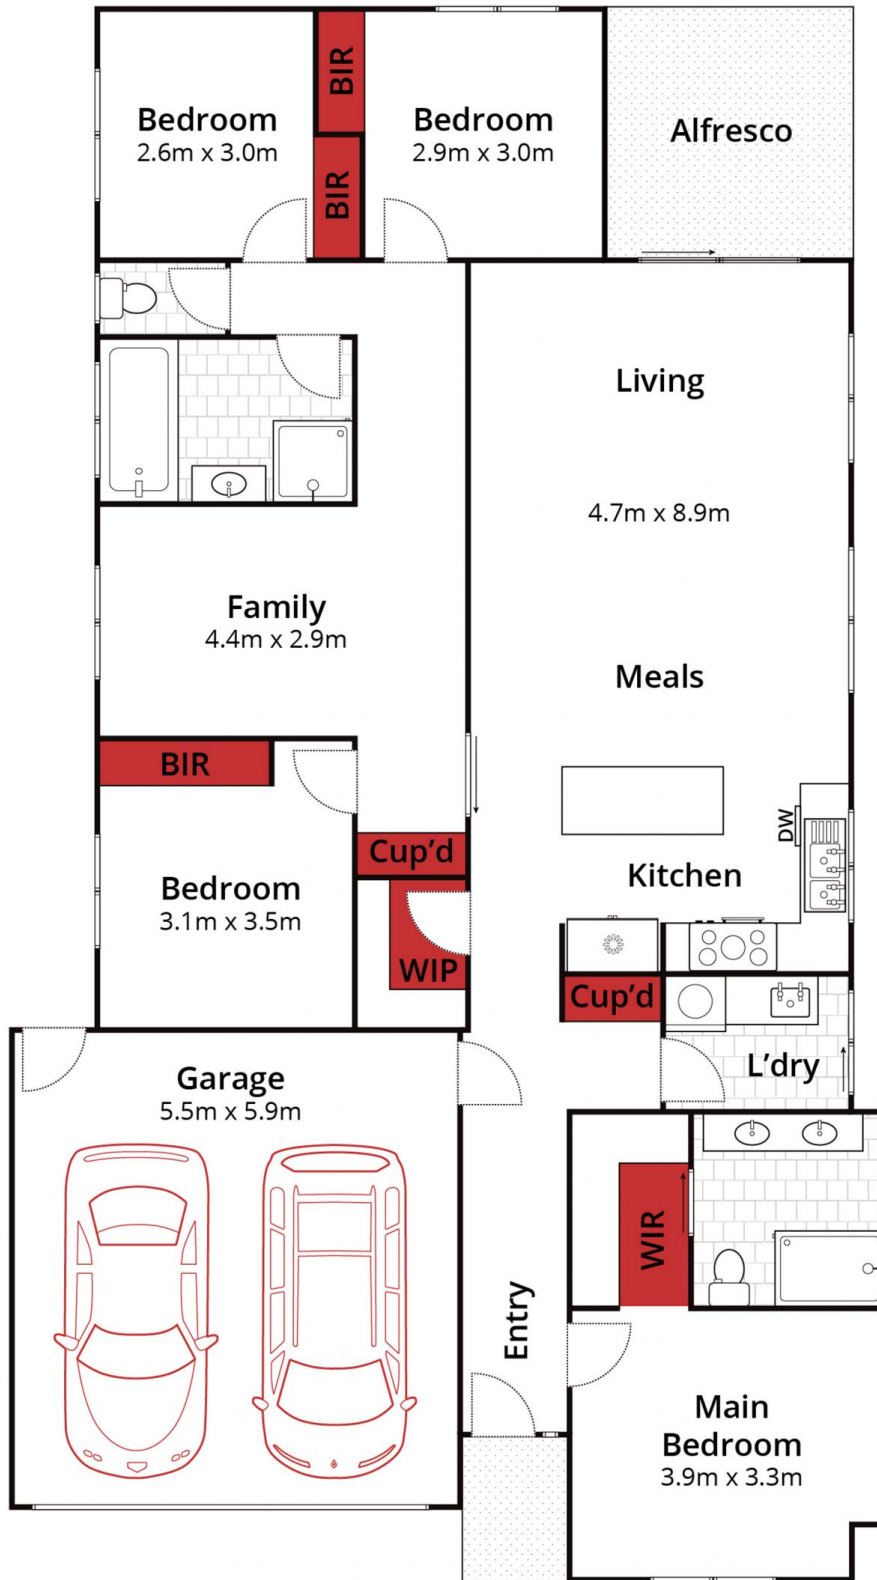 Bedroom
2.6m x 3.0m
BIR
BIR
Bedroom
2.9m x 3.0m
Alfresco
Living
4.7m x 8.9m
Family
4.4m x 2.9m
Meals
BIR
Bedroom
3.1m x 3.5m
Cup'd
WIP
DW
Kitchen
Cup'd
L'dry
Garage
5.5m x 5.9m
WIR
Entry
Main
Bedroom
3.9m x 3.3m